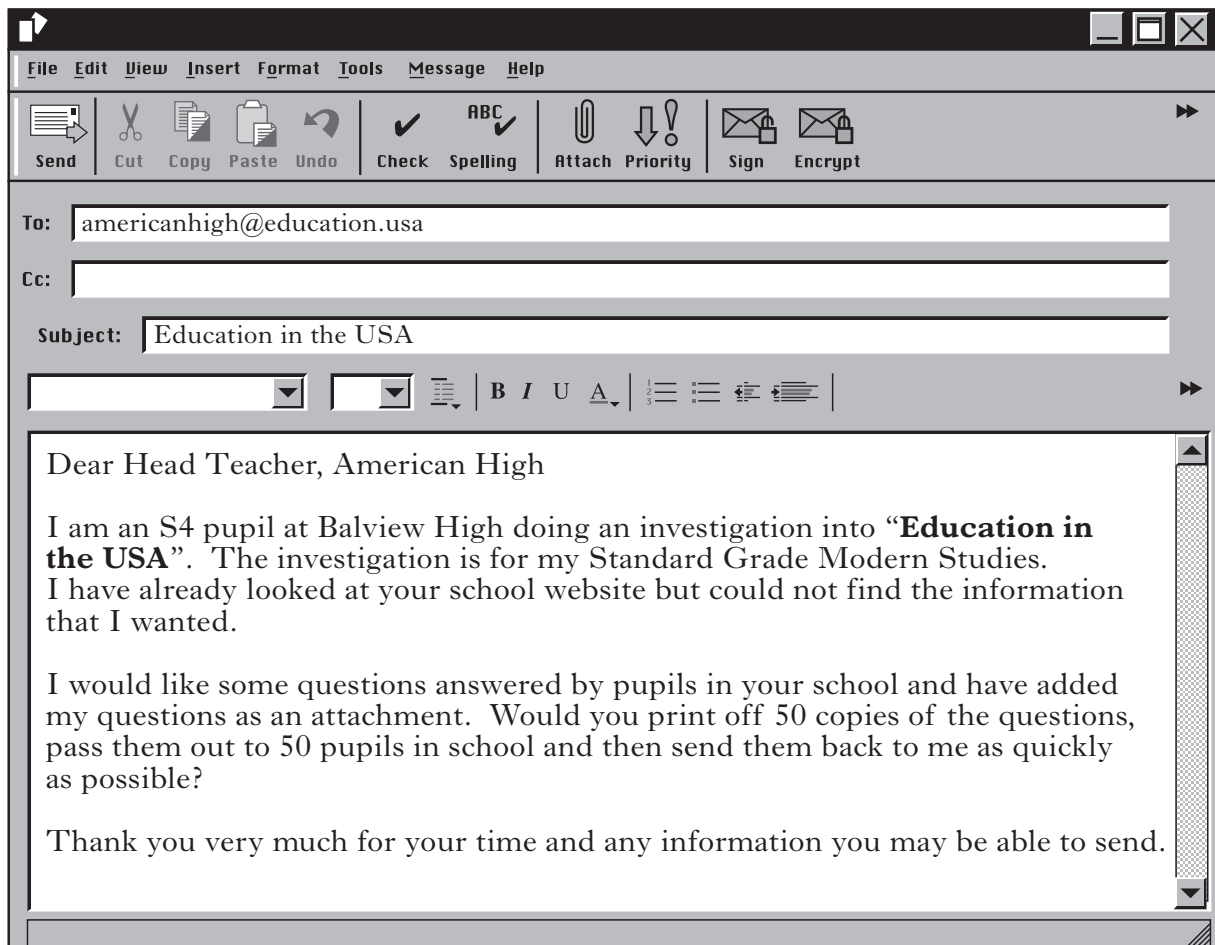 File Edit View Insert Format Tools Message Help
ABC
Send Cut Copy Paste Undo Check Spelling Attach Priority Sign Encrypt
To: americanhigh@education.usa
Cc:
Subject: Education in the USA
B I U A
Dear Head Teacher, American High
I am an S4 pupil at Balview High doing an investigation into “Education in
the USA”. The investigation is for my Standard Grade Modern Studies.
I have already looked at your school website but could not find the information
that I wanted.
I would like some questions answered by pupils in your school and have added
my questions as an attachment. Would you print off 50 copies of the questions,
pass them out to 50 pupils in school and then send them back to me as quickly
as possible?
Thank you very much for your time and any information you may be able to send.